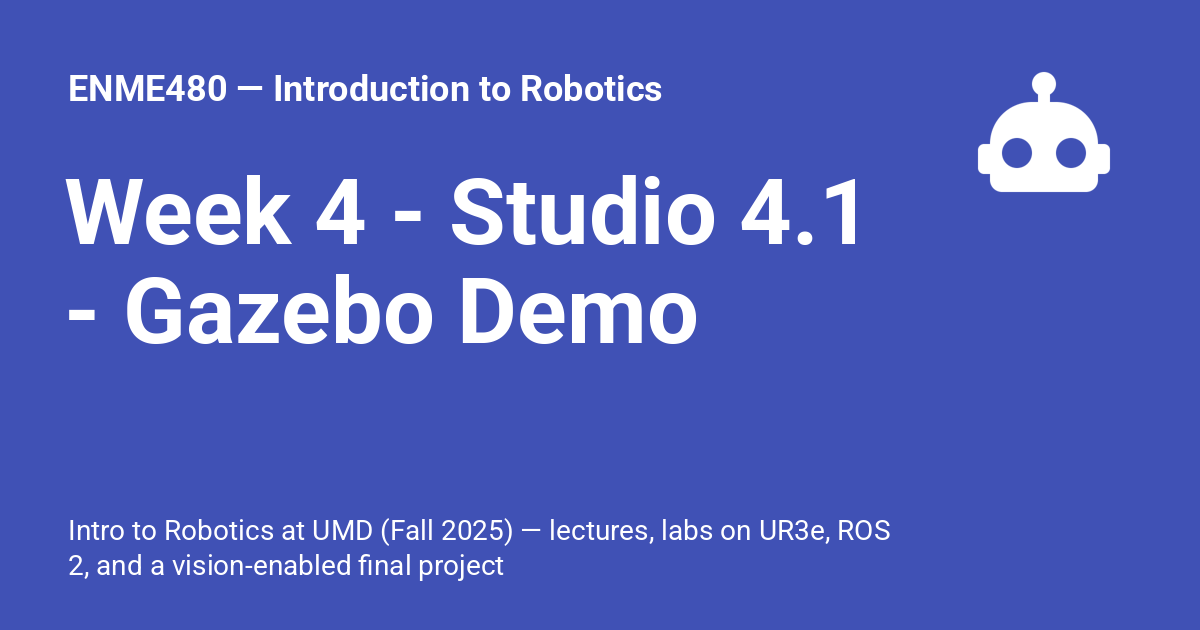 ENME480 — Introduction to Robotics
Week 4 - Studio 4.1
- Gazebo Demo
Intro to Robotics at UMD (Fall 2025) — lectures, labs on UR3e, ROS
2, and a vision-enabled final project